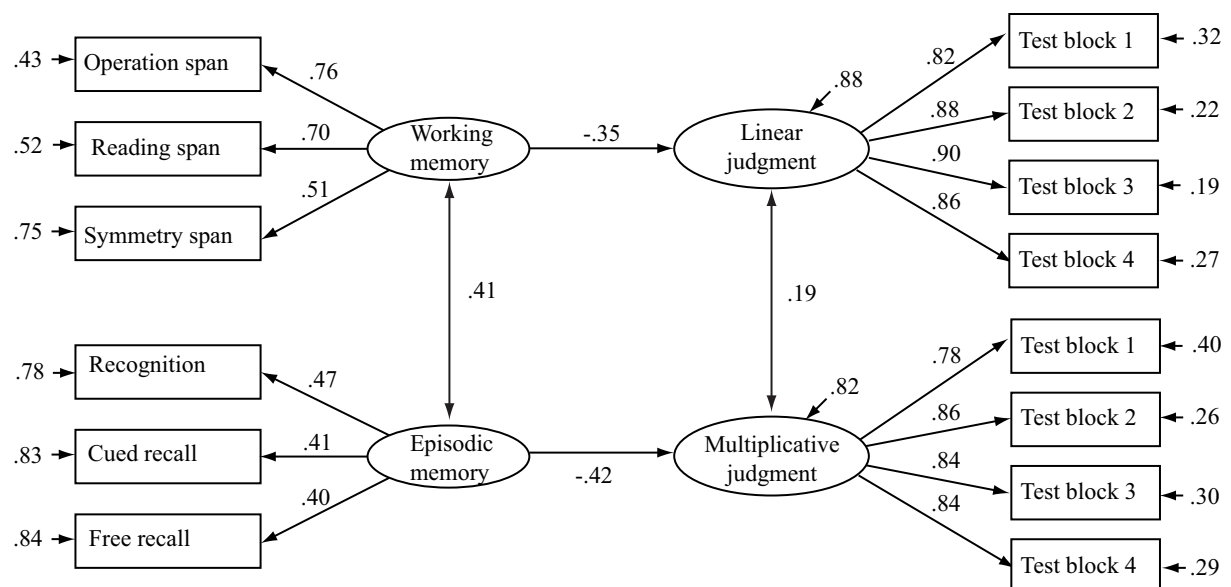 .43
Operation span
.76
.52
Reading span
.70
.75
Symmetry span
.51
Working
memory
-.35
.88
Linear
judgment
.82
Test block 1
.32
.88
Test block 2
.22
.90
Test block 3
.19
.86
Test block 4
.27
.41
.19
.78
Recognition
.47
.83
Cued recall
.41
.84
Free recall
.40
Episodic
memory
-.42
.82
Multiplicative
judgment
.78
Test block 1
.40
.86
Test block 2
.26
.84
Test block 3
.30
.84
Test block 4
.29